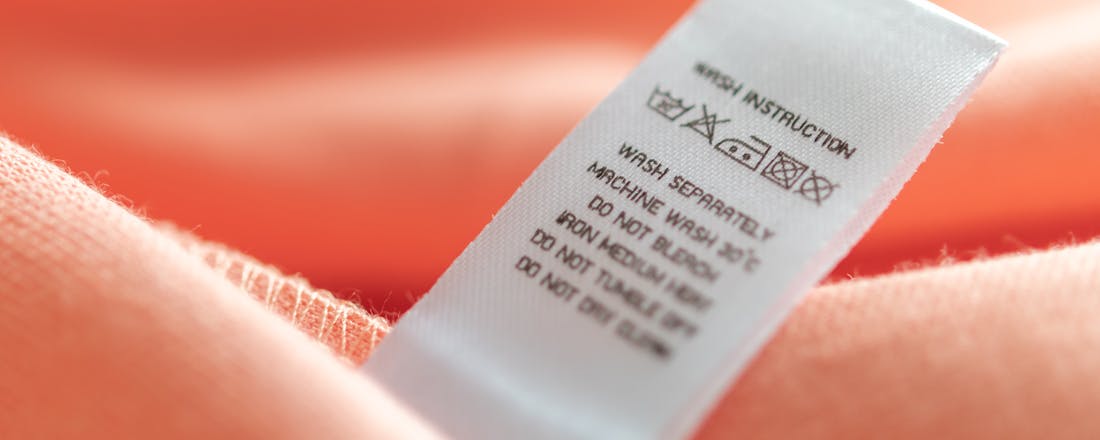 WASH INSTRUCTION
WASH SEPARATELY
MACHINE WASH 30°C
DO NOT BLEACH
IRON MEDIUM HEAT
DO NOT TUMBLE DRY
DO NOT DRY CLEAN